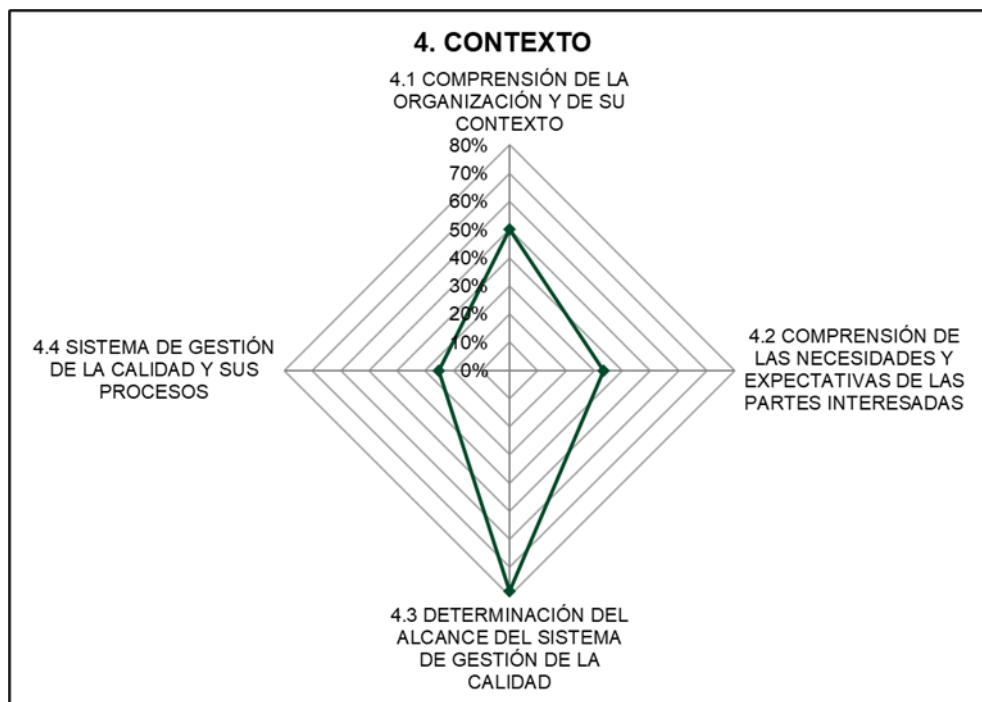 4. CONTEXTO
4.1 COMPRENSIÓN DE LA
ORGANIZACIÓN Y DE SU
CONTEXTO
80%
70%
60%
50%
40%
30%
20%
10%
0%
4.4 SISTEMA DE GESTIÓN
DE LA CALIDAD Y SUS
PROCESOS
4.2 COMPRENSIÓN DE
LAS NECESIDADES Y
EXPECTATIVAS DE LAS
PARTES INTERESADAS
4.3 DETERMINACIÓN DEL
ALCANCE DEL SISTEMA
DE GESTIÓN DE LA
CALIDAD